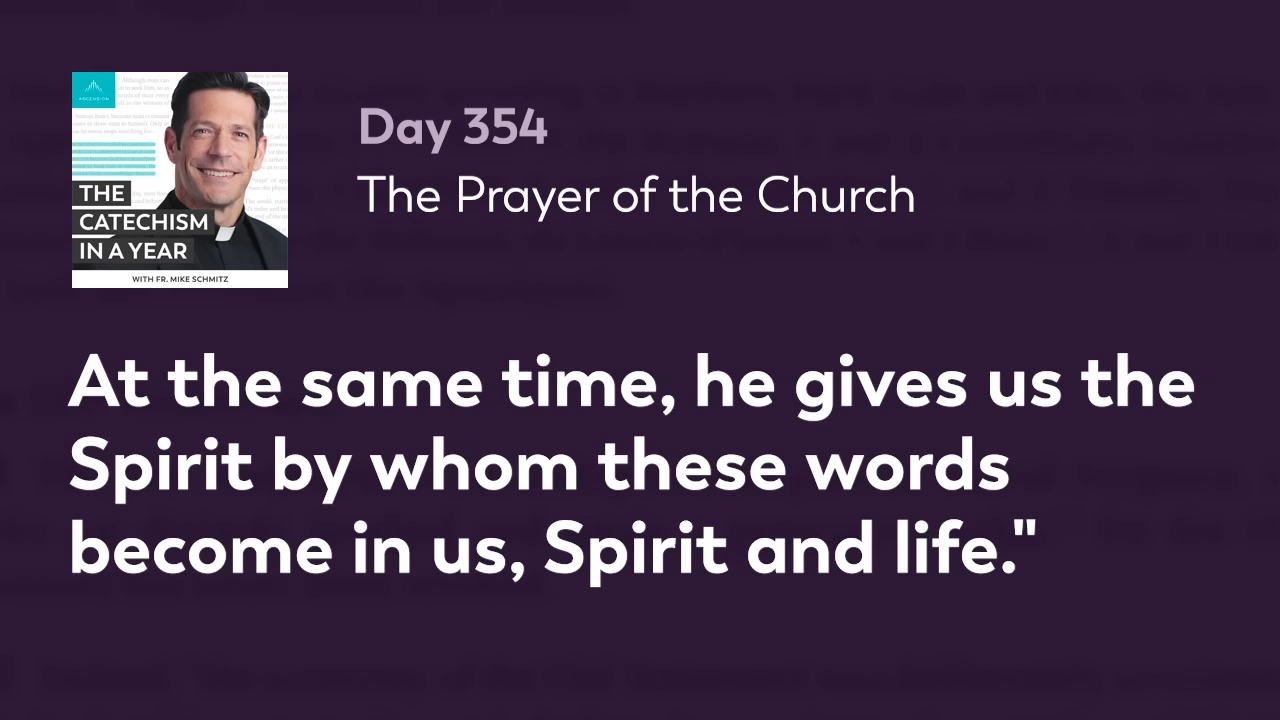 ASCENSION
THE
CATECHISM
IN A YEAR
WITH FR. MIKE SCHMITZ
Day 354
The Prayer of the Church
At the same time, he gives us the
Spirit by whom these words
become in us, Spirit and life."